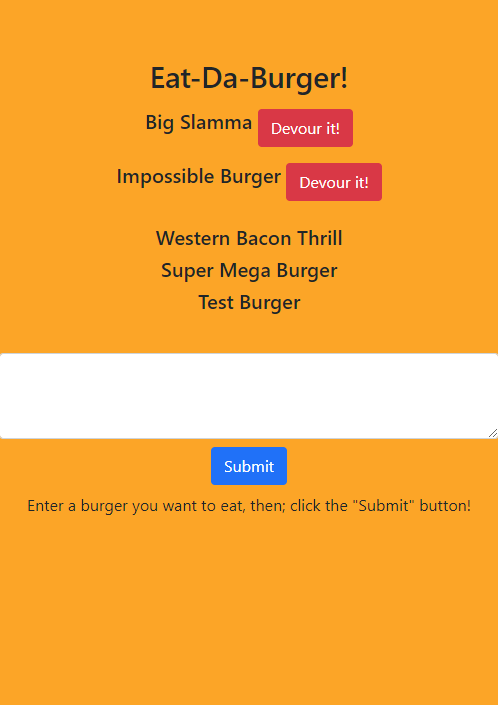 Eat-Da-Burger!
Big Slamma Devour it!
Impossible Burger Devour it!
Western Bacon Thrill
Super Mega Burger
Test Burger
Submit
Enter a burger you want to eat, then; click the "Submit" button!